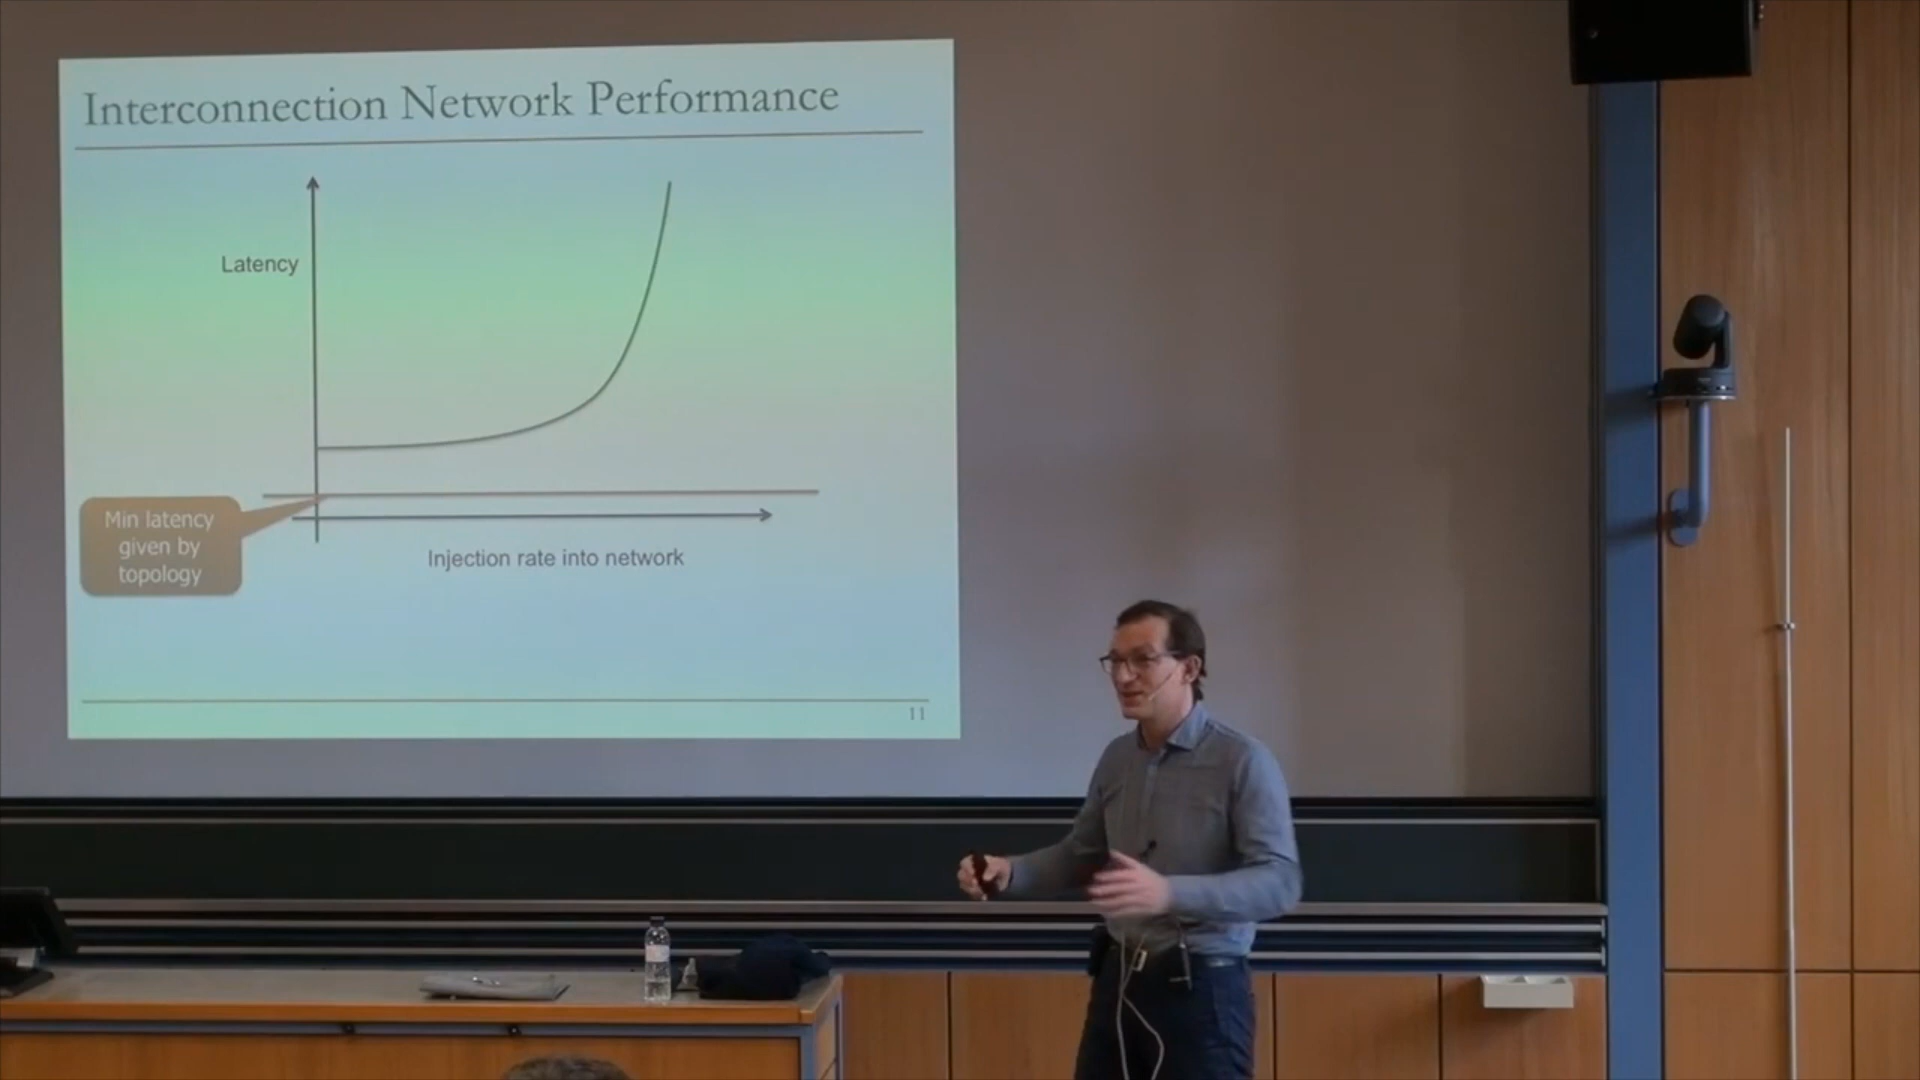 Interconnection Network Performance
Latency
Min latency
given by
topology
Injection rate into network
11